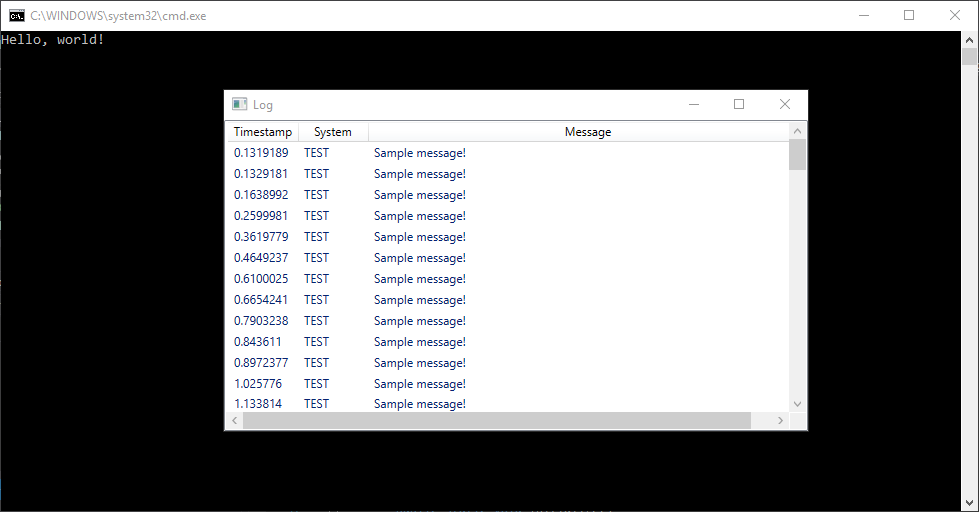 C:\WINDOWS\system32\cmd.exe
Hello, world!
Log
Timestamp System Message
0.1319189 TEST Sample message!
0.1329181 TEST Sample message!
0.1638992 TEST Sample message!
0.2599981 TEST Sample message!
0.3619779 TEST Sample message!
0.4649237 TEST Sample message!
0.6100025 TEST Sample message!
0.6654241 TEST Sample message!
0.7903238 TEST Sample message!
0.843611 TEST Sample message!
0.8972377 TEST Sample message!
1.025776 TEST Sample message!
1.133814 TEST Sample message!